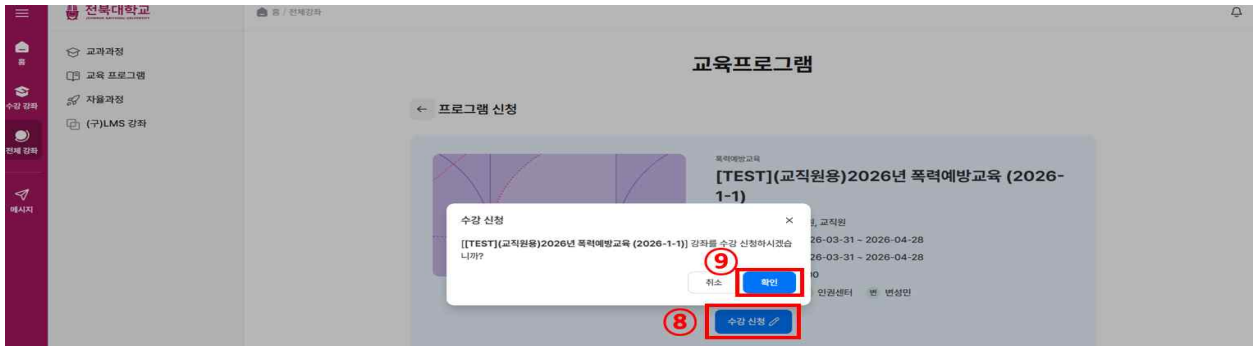 전북대학교
홈 / 전체강좌
홈
수강 강좌
전체 강좌
메시지
교과과정
교육 프로그램
자율과정
(구)LMS 강좌
교육프로그램
← 프로그램 신청
폭력예방교육
[TEST](교직원용)2026년 폭력예방교육 (2026-
1-1)
, 교직원
26-03-31 ~ 2026-04-28
26-03-31 ~ 2026-04-28
인권센터 변 변성민
수강 신청 ×
[[TEST](교직원용)2026년 폭력예방교육 (2026-1-1)] 강좌를 수강 신청하시겠습
니까?
⑨
취소 확인
⑧ 수강 신청